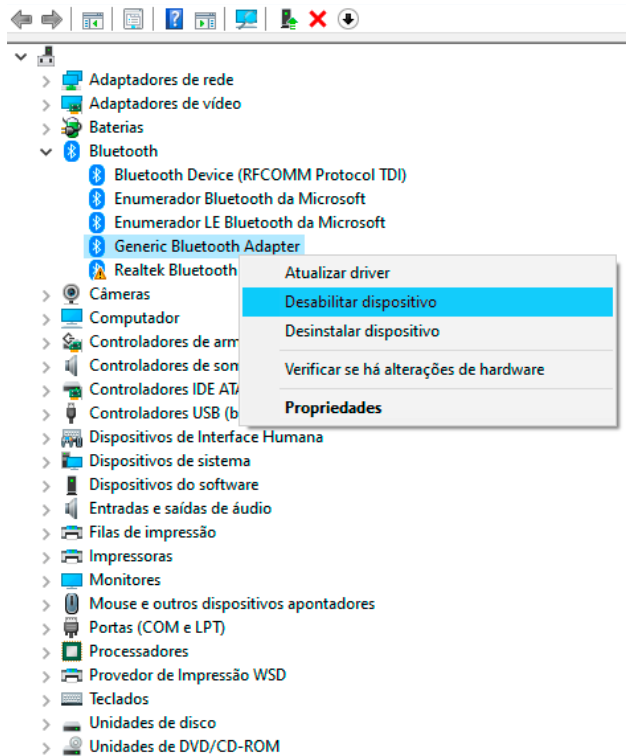 Adaptadores de rede
Adaptadores de vídeo
Baterias
Bluetooth
Bluetooth Device (RFCOMM Protocol TDI)
Enumerador Bluetooth da Microsoft
Enumerador LE Bluetooth da Microsoft
Generic Bluetooth Adapter
Realtek Bluetooth
Atualizar driver
Desabilitar dispositivo
Desinstalar dispositivo
Verificar se há alterações de hardware
Propriedades
Câmeras
Computador
Controladores de arm
Controladores de som
Controladores IDE ATA
Controladores USB (b
Dispositivos de Interface Humana
Dispositivos de sistema
Dispositivos do software
Entradas e saídas de áudio
Filas de impressão
Impressoras
Monitores
Mouse e outros dispositivos apontadores
Portas (COM e LPT)
Processadores
Provedor de Impressão WSD
Teclados
Unidades de disco
Unidades de DVD/CD-ROM